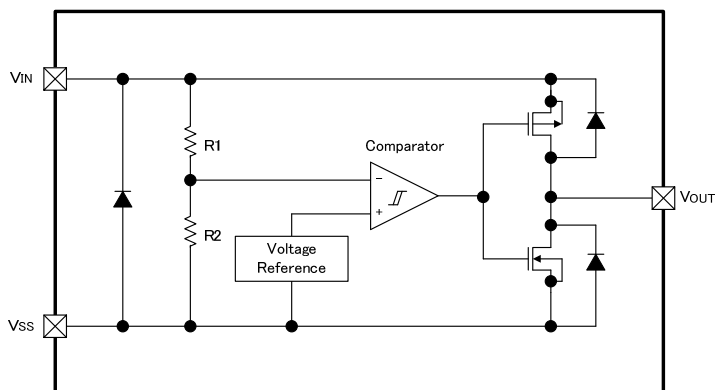 VIN
R1
Comparator
−
+
VOUT
R2
Voltage
Reference
VSS